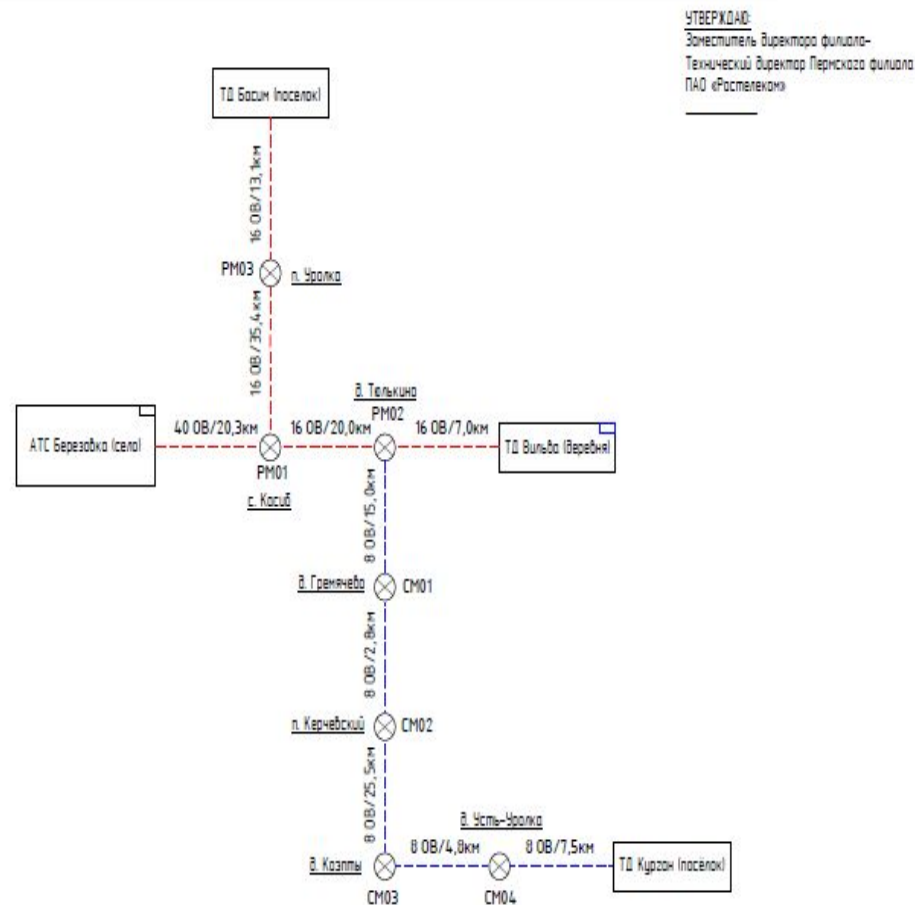 УТВЕРЖДАЮ:
Заместитель директора филиала-
Технический директор Пермского филиала
ПАО «Ростелеком»
ТД Басим (поселок)
16 ОВ/13,1км
РМ03
п. Уролка
16 ОВ/35,4км
д. Тюлькино
РМ02
АТС Березовка (село)
40 ОВ/20,3км
16 ОВ/20,0км
16 ОВ/7,0км
ТД Вильва (деревня)
РМ01
с. Касиб
8 ОВ/15,0км
д. Гремячево
СМ01
8 ОВ/2,8км
п. Керчевский
СМ02
8 ОВ/25,5км
д. Усть-Уролка
8 ОВ/4,8км
8 ОВ/7,5км
д. Коэпты
ТД Курган (посёлок)
СМ03
СМ04